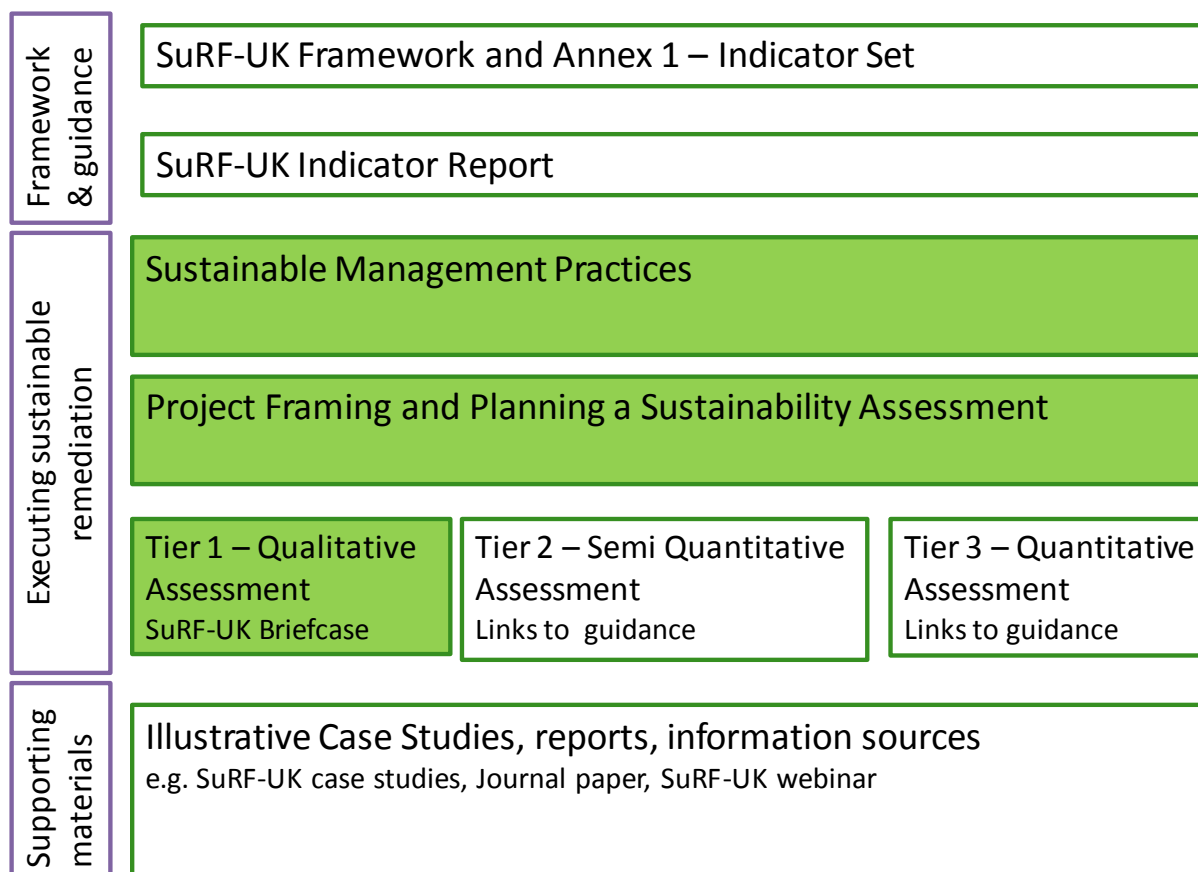 Framework
& guidance
SuRF-UK Framework and Annex 1 – Indicator Set
SuRF-UK Indicator Report
Executing sustainable
remediation
Sustainable Management Practices
Project Framing and Planning a Sustainability Assessment
Tier 1 – Qualitative
Assessment
SuRF-UK Briefcase
Tier 2 – Semi Quantitative
Assessment
Links to guidance
Tier 3 – Quantitative
Assessment
Links to guidance
Supporting
materials
Illustrative Case Studies, reports, information sources
e.g. SuRF-UK case studies, Journal paper, SuRF-UK webinar